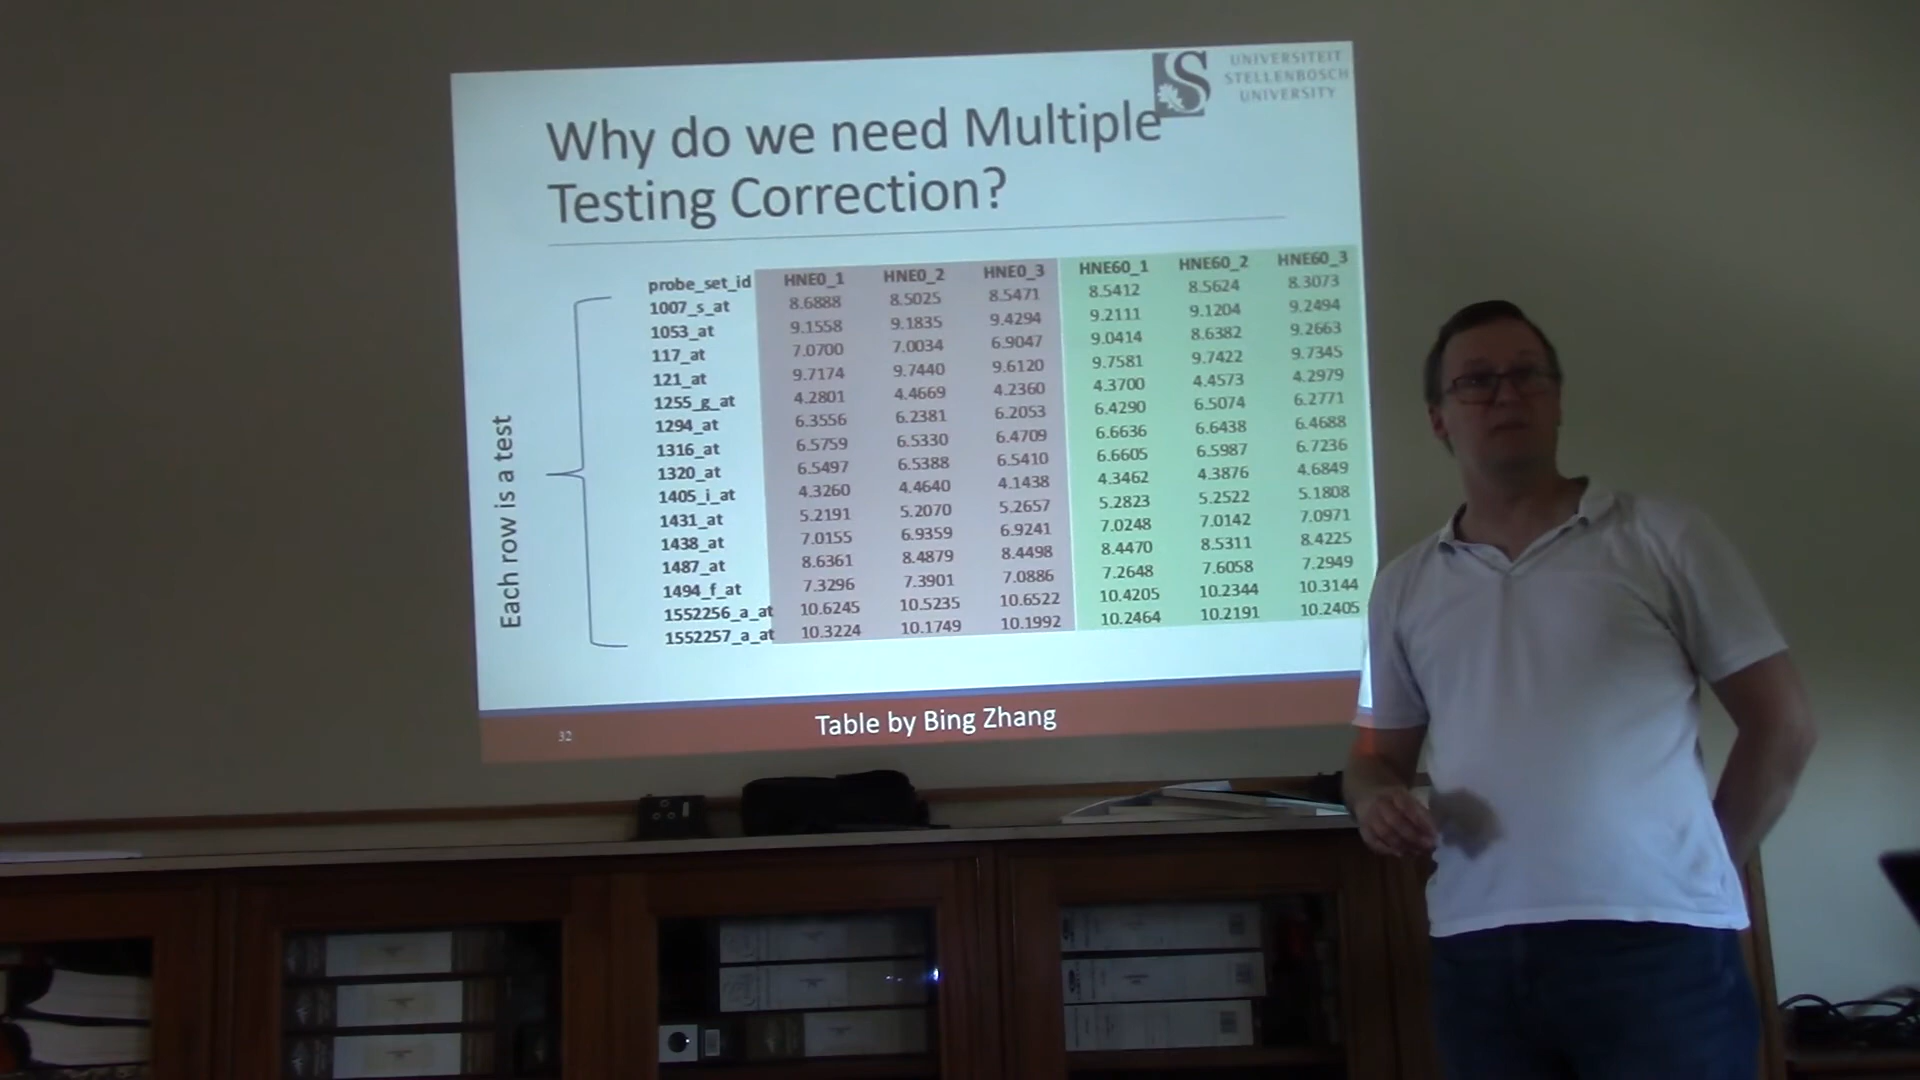 UNIVERSITEIT
STELLENBOSCH
UNIVERSITY
Why do we need Multiple
Testing Correction?
Each row is a test
probe_set_id HNE0_1 HNE0_2 HNE0_3 HNE60_1 HNE60_2 HNE60_3
1007_s_at 8.6888 8.5025 8.5471 8.5412 8.5624 8.3073
1053_at 9.1558 9.1835 9.4294 9.2111 9.1204 9.2494
117_at 7.0700 7.0034 6.9047 9.0414 8.6382 9.2663
121_at 9.7174 9.7440 9.6120 9.7581 9.7422 9.7345
1255_g_at 4.2801 4.4669 4.2360 4.3700 4.4573 4.2979
1294_at 6.3556 6.2381 6.2053 6.4290 6.5074 6.2771
1316_at 6.5759 6.5330 6.4709 6.6636 6.6438 6.4688
1320_at 6.5497 6.5388 6.5410 6.6605 6.5987 6.7236
1405_i_at 4.3260 4.4640 4.1438 4.3462 4.3876 4.6849
1431_at 5.2191 5.2070 5.2657 5.2823 5.2522 5.1808
1438_at 7.0155 6.9359 6.9241 7.0248 7.0142 7.0971
1487_at 8.6361 8.4879 8.4498 8.4470 8.5311 8.4225
1494_f_at 7.3296 7.3901 7.0886 7.2648 7.6058 7.2949
1552256_a_at 10.6245 10.5235 10.6522 10.4205 10.2344 10.3144
1552257_a_at 10.3224 10.1749 10.1992 10.2464 10.2191 10.2405
32
Table by Bing Zhang